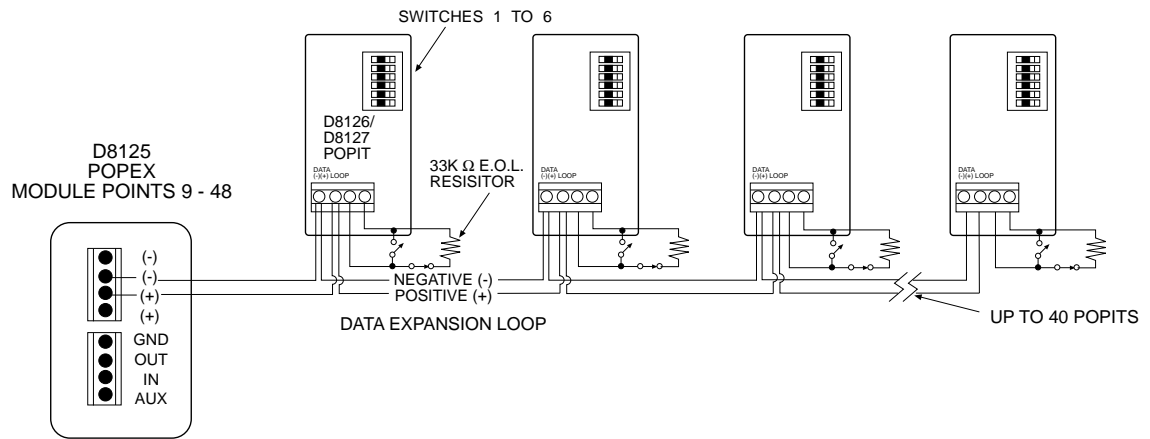 SWITCHES 1 TO 6
D8126/
D8127
POPIT
DATA
(-)(+) LOOP
33K Ω E.O.L.
RESISITOR
DATA
(-)(+) LOOP
DATA
(-)(+) LOOP
DATA
(-)(+) LOOP
D8125
POPEX
MODULE POINTS 9 - 48
(-)
(-)
(+)
(+)
GND
OUT
IN
AUX
NEGATIVE (-)
POSITIVE (+)
DATA EXPANSION LOOP
UP TO 40 POPITS